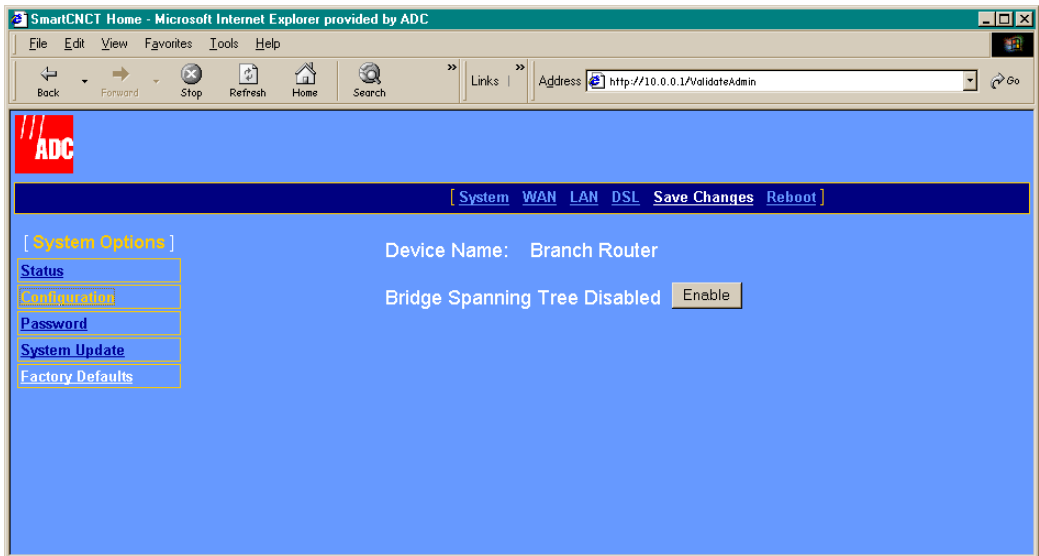 SmartCNCT Home - Microsoft Internet Explorer provided by ADC
File Edit View Favorites Tools Help
Back Forward Stop Refresh Home Search » Links » Address http://10.0.0.1/ValidateAdmin Go
ADC
[ System WAN LAN DSL Save Changes Reboot ]
[ System Options ]
Status
Configuration
Password
System Update
Factory Defaults
Device Name: Branch Router
Bridge Spanning Tree Disabled Enable